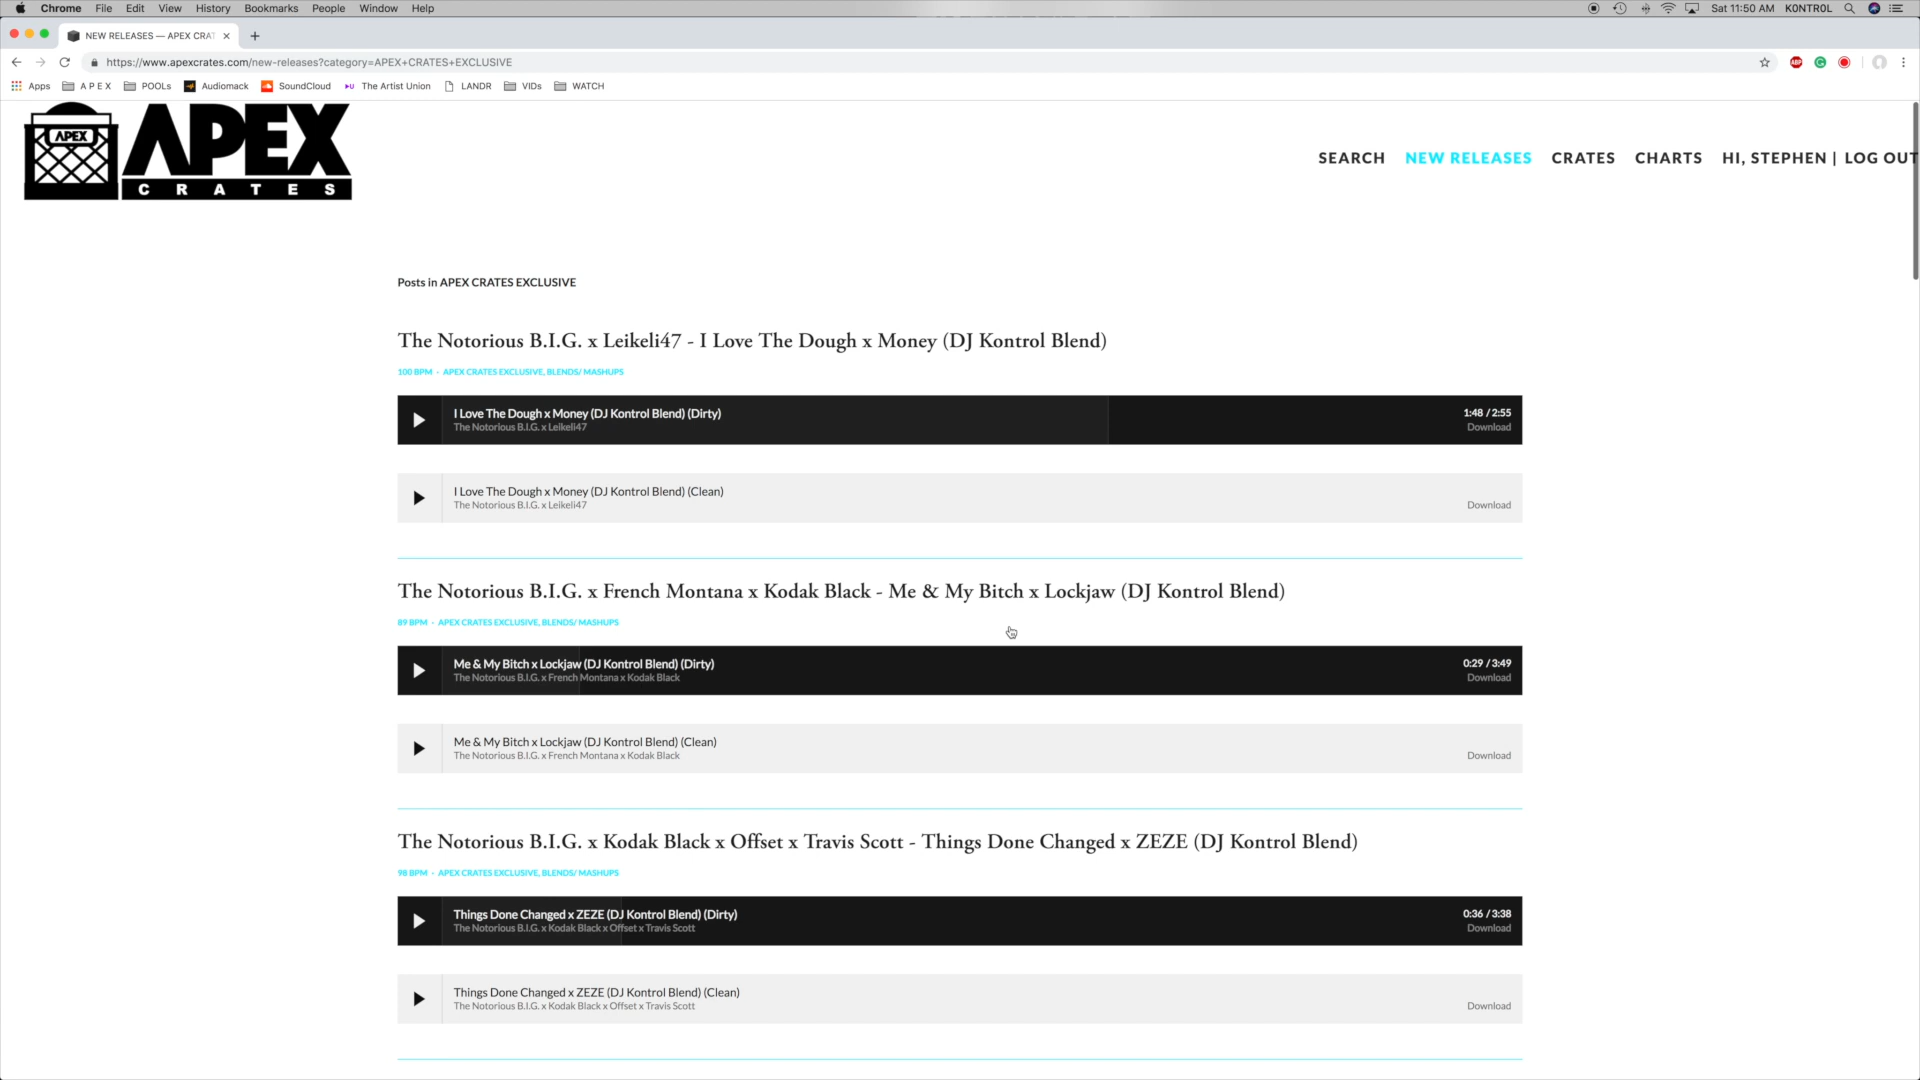 Chrome File Edit View History Bookmarks People Window Help Sat 11:50 AM K0NTR0L
NEW RELEASES — APEX CRAT
https://www.apexcrates.com/new-releases?category=APEX+CRATES+EXCLUSIVE ABP
Apps A P E X POOLs Audiomack SoundCloud The Artist Union LANDR VIDs WATCH
APEX APEX
CRATES
SEARCH NEW RELEASES CRATES CHARTS HI, STEPHEN | LOG OUT
Posts in APEX CRATES EXCLUSIVE
The Notorious B.I.G. x Leikeli47 - I Love The Dough x Money (DJ Kontrol Blend)
100 BPM · APEX CRATES EXCLUSIVE, BLENDS/ MASHUPS
I Love The Dough x Money (DJ Kontrol Blend) (Dirty) 1:48 / 2:55
The Notorious B.I.G. x Leikeli47 Download
I Love The Dough x Money (DJ Kontrol Blend) (Clean)
The Notorious B.I.G. x Leikeli47 Download
The Notorious B.I.G. x French Montana x Kodak Black - Me & My Bitch x Lockjaw (DJ Kontrol Blend)
89 BPM · APEX CRATES EXCLUSIVE, BLENDS/ MASHUPS
Me & My Bitch x Lockjaw (DJ Kontrol Blend) (Dirty) 0:29 / 3:49
The Notorious B.I.G. x French Montana x Kodak Black Download
Me & My Bitch x Lockjaw (DJ Kontrol Blend) (Clean)
The Notorious B.I.G. x French Montana x Kodak Black Download
The Notorious B.I.G. x Kodak Black x Offset x Travis Scott - Things Done Changed x ZEZE (DJ Kontrol Blend)
98 BPM · APEX CRATES EXCLUSIVE, BLENDS/ MASHUPS
Things Done Changed x ZEZE (DJ Kontrol Blend) (Dirty) 0:36 / 3:38
The Notorious B.I.G. x Kodak Black x Offset x Travis Scott Download
Things Done Changed x ZEZE (DJ Kontrol Blend) (Clean)
The Notorious B.I.G. x Kodak Black x Offset x Travis Scott Download